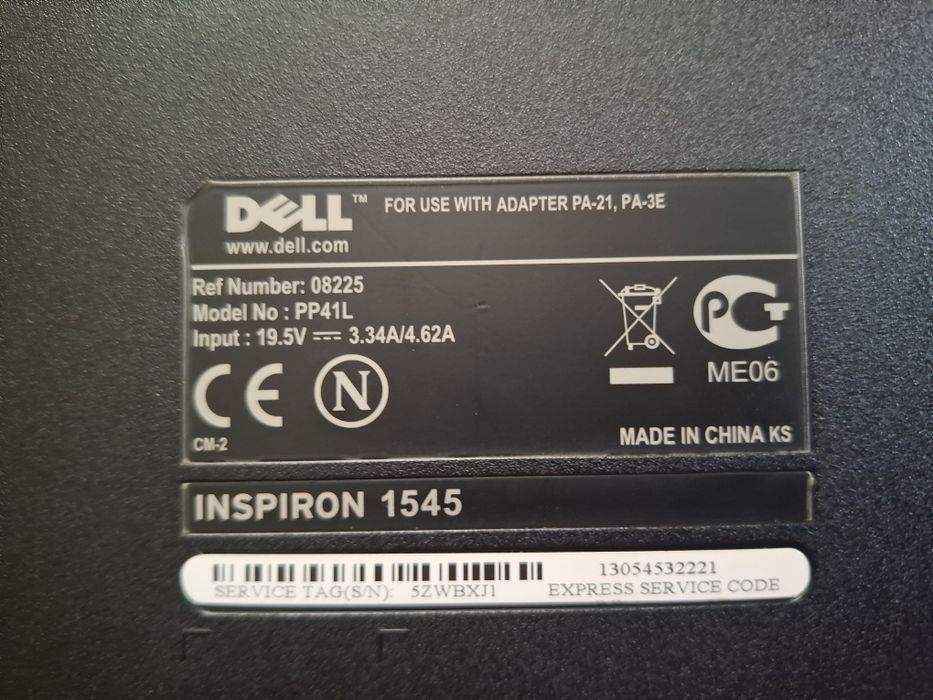 DELL™ FOR USE WITH ADAPTER PA-21, PA-3E
www.dell.com
Ref Number: 08225
Model No : PP41L
Input : 19.5V ⎓ 3.34A/4.62A
CE N
PCT
ME06
CM-2
MADE IN CHINA KS
INSPIRON 1545
13054532221
SERVICE TAG(S/N): 5ZWBXJ1 EXPRESS SERVICE CODE